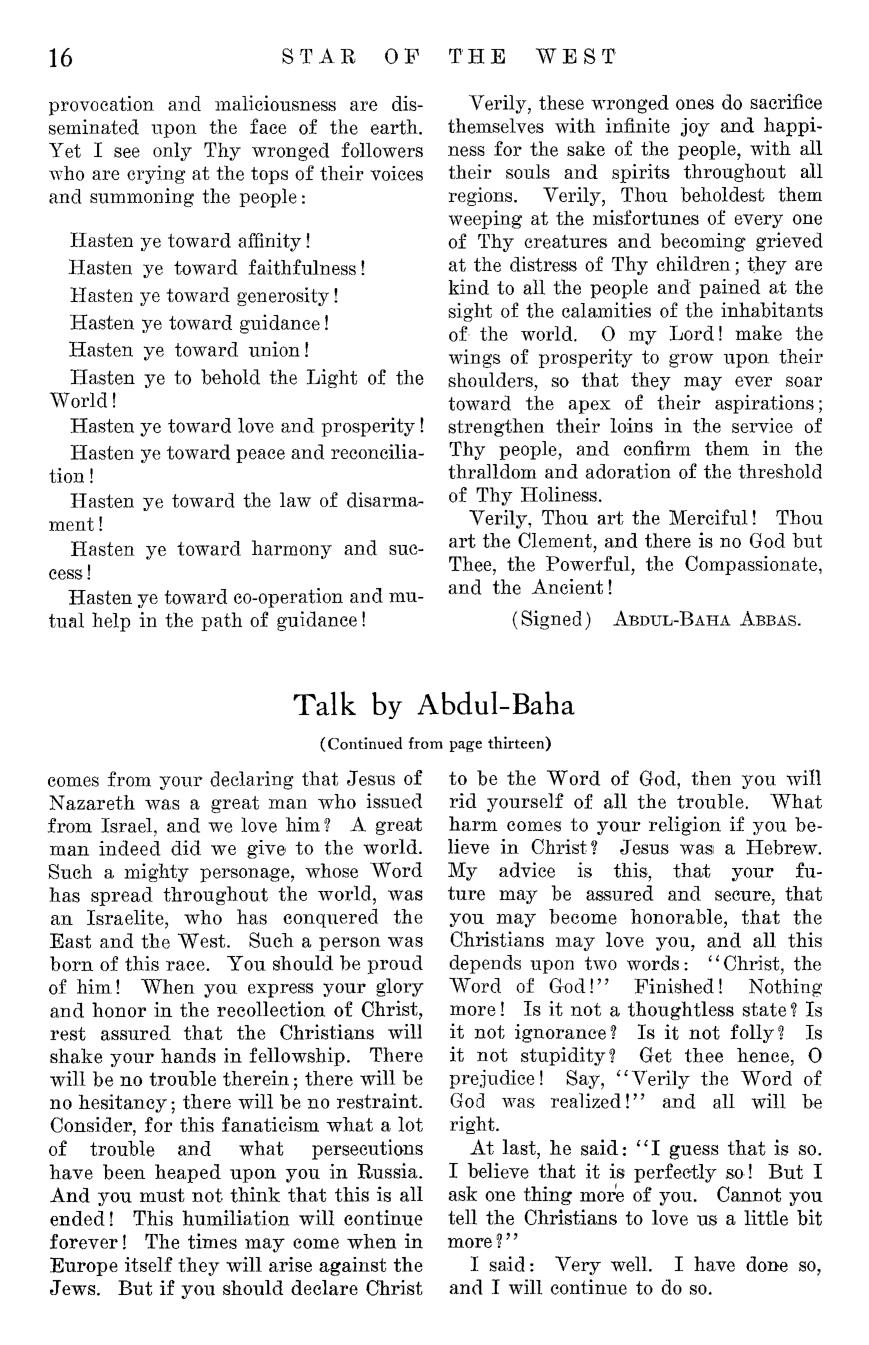 16 STAR OF THE WEST
provocation and maliciousness are dis-
seminated upon the face of the earth.
Yet I see only Thy wronged followers
who are crying at the tops of their voices
and summoning the people:
Hasten ye toward affinity!
Hasten ye toward faithfulness!
Hasten ye toward generosity!
Hasten ye toward guidance!
Hasten ye toward union!
Hasten ye to behold the Light of the
World!
Hasten ye toward love and prosperity!
Hasten ye toward peace and reconcilia-
tion!
Hasten ye toward the law of disarma-
ment!
Hasten ye toward harmony and suc-
cess!
Hasten ye toward co-operation and mu-
tual help in the path of guidance!
Verily, these wronged ones do sacrifice
themselves with infinite joy and happi-
ness for the sake of the people, with all
their souls and spirits throughout all
regions. Verily, Thou beholdest them
weeping at the misfortunes of every one
of Thy creatures and becoming grieved
at the distress of Thy children; they are
kind to all the people and pained at the
sight of the calamities of the inhabitants
of the world. O my Lord! make the
wings of prosperity to grow upon their
shoulders, so that they may ever soar
toward the apex of their aspirations;
strengthen their loins in the service of
Thy people, and confirm them in the
thralldom and adoration of the threshold
of Thy Holiness.
Verily, Thou art the Merciful! Thou
art the Clement, and there is no God but
Thee, the Powerful, the Compassionate,
and the Ancient!
(Signed) ABDUL-BAHA ABBAS.
Talk by Abdul-Baha
(Continued from page thirteen)
comes from your declaring that Jesus of
Nazareth was a great man who issued
from Israel, and we love him? A great
man indeed did we give to the world.
Such a mighty personage, whose Word
has spread throughout the world, was
an Israelite, who has conquered the
East and the West. Such a person was
born of this race. You should be proud
of him! When you express your glory
and honor in the recollection of Christ,
rest assured that the Christians will
shake your hands in fellowship. There
will be no trouble therein; there will be
no hesitancy; there will be no restraint.
Consider, for this fanaticism what a lot
of trouble and what persecutions
have been heaped upon you in Russia.
And you must not think that this is all
ended! This humiliation will continue
forever! The times may come when in
Europe itself they will arise against the
Jews. But if you should declare Christ
to be the Word of God, then you will
rid yourself of all the trouble. What
harm comes to your religion if you be-
lieve in Christ? Jesus was a Hebrew.
My advice is this, that your fu-
ture may be assured and secure, that
you may become honorable, that the
Christians may love you, and all this
depends upon two words: "Christ, the
Word of God!" Finished! Nothing
more! Is it not a thoughtless state? Is
it not ignorance? Is it not folly? Is
it not stupidity? Get thee hence, O
prejudice! Say, "Verily the Word of
God was realized!" and all will be
right.
At last, he said: "I guess that is so.
I believe that it is perfectly so! But I
ask one thing more of you. Cannot you
tell the Christians to love us a little bit
more?"
I said: Very well. I have done so,
and I will continue to do so.